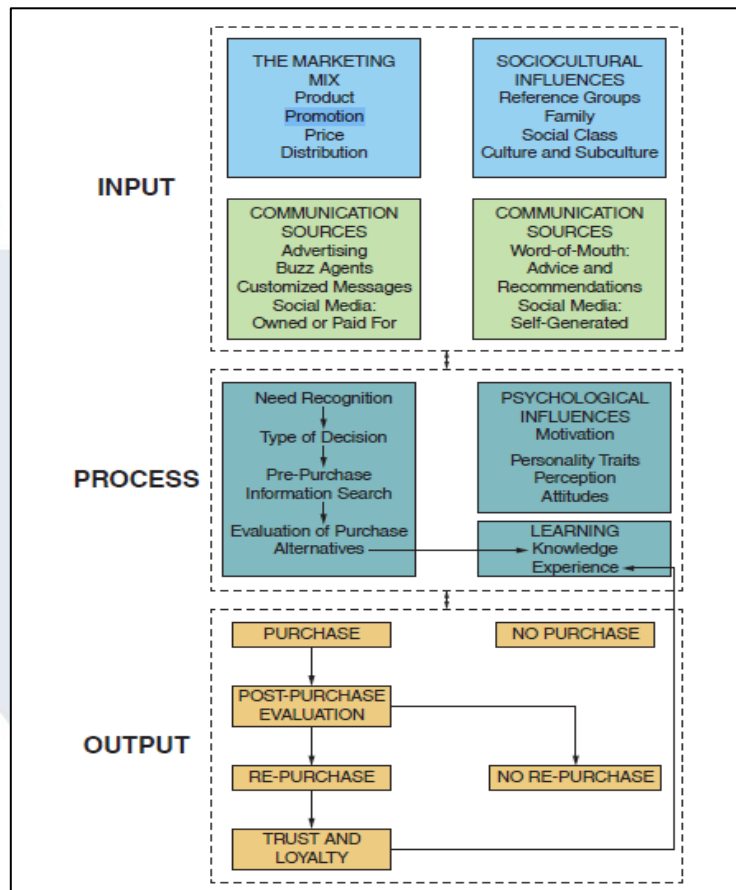 INPUT
THE MARKETING
MIX
Product
Promotion
Price
Distribution
SOCIOCULTURAL
INFLUENCES
Reference Groups
Family
Social Class
Culture and Subculture
COMMUNICATION
SOURCES
Advertising
Buzz Agents
Customized Messages
Social Media:
Owned or Paid For
COMMUNICATION
SOURCES
Word-of-Mouth:
Advice and
Recommendations
Social Media:
Self-Generated
PROCESS
Need Recognition
Type of Decision
Pre-Purchase
Information Search
Evaluation of Purchase
Alternatives
PSYCHOLOGICAL
INFLUENCES
Motivation
Personality Traits
Perception
Attitudes
LEARNING
Knowledge
Experience
OUTPUT
PURCHASE
NO PURCHASE
POST-PURCHASE
EVALUATION
RE-PURCHASE
NO RE-PURCHASE
TRUST AND
LOYALTY